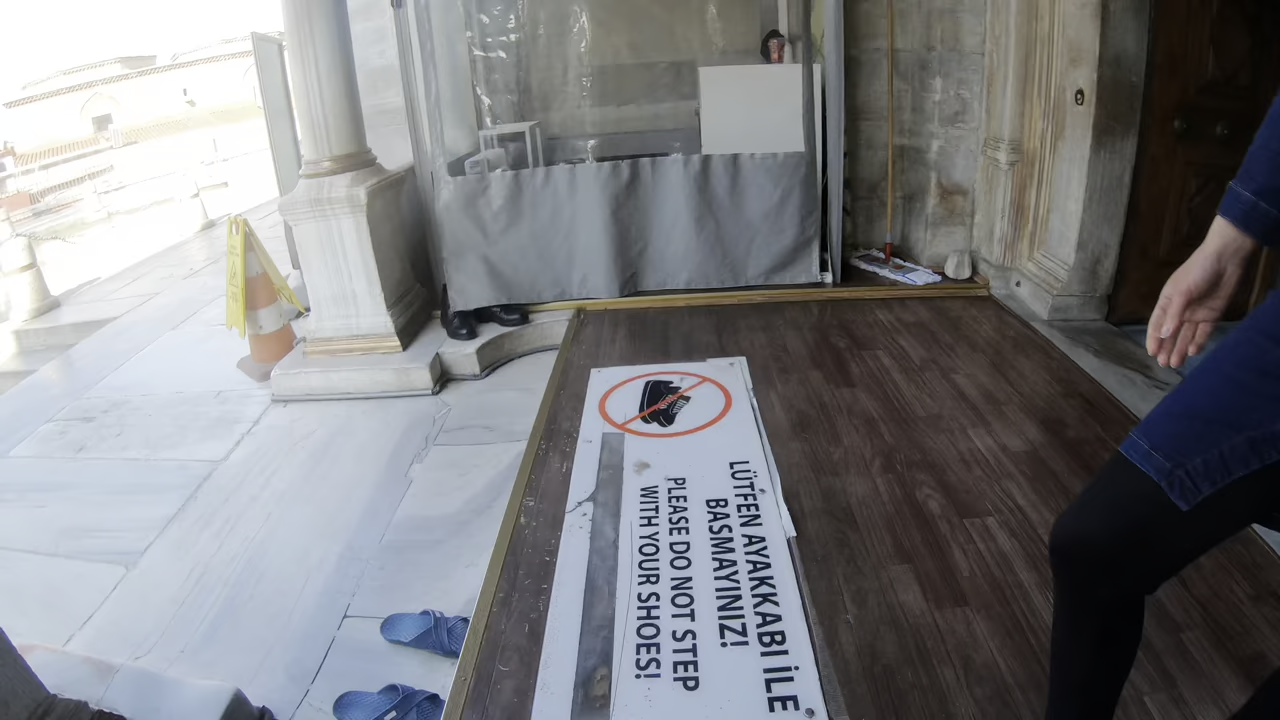 LÜTFEN AYAKKABI İLE
BASMAYINIZ!
PLEASE DO NOT STEP
WITH YOUR SHOES!